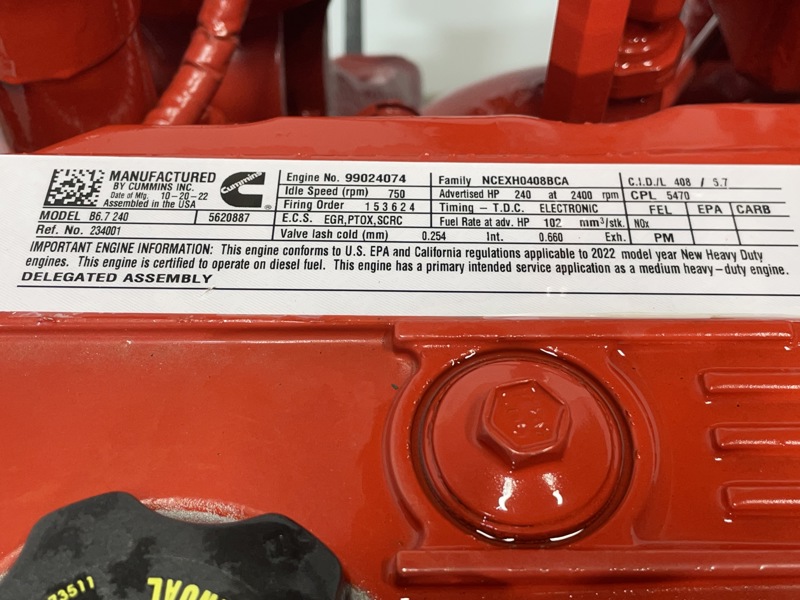 MANUFACTURED
BY CUMMINS INC.
Date of Mfg. 10-20-22
Assembled in the USA
Cummins
MODEL B6.7 240 5620887
Ref. No. 234001
Engine No. 99024074
Idle Speed (rpm) 750
Firing Order 1 5 3 6 2 4
E.C.S. EGR,PTOX,SCRC
Valve lash cold (mm) 0.254 Int. 0.660 Exh.
Family NCEXH0408BCA
Advertised HP 240 at 2400 rpm
Timing - T.D.C. ELECTRONIC
Fuel Rate at adv. HP 102 mm³/stk.
C.I.D./L 408 / 5.7
CPL 5470
FEL EPA CARB
NOx
PM
IMPORTANT ENGINE INFORMATION: This engine conforms to U.S. EPA and California regulations applicable to 2022 model year New Heavy Duty
engines. This engine is certified to operate on diesel fuel. This engine has a primary intended service application as a medium heavy-duty engine.
DELEGATED ASSEMBLY
73511